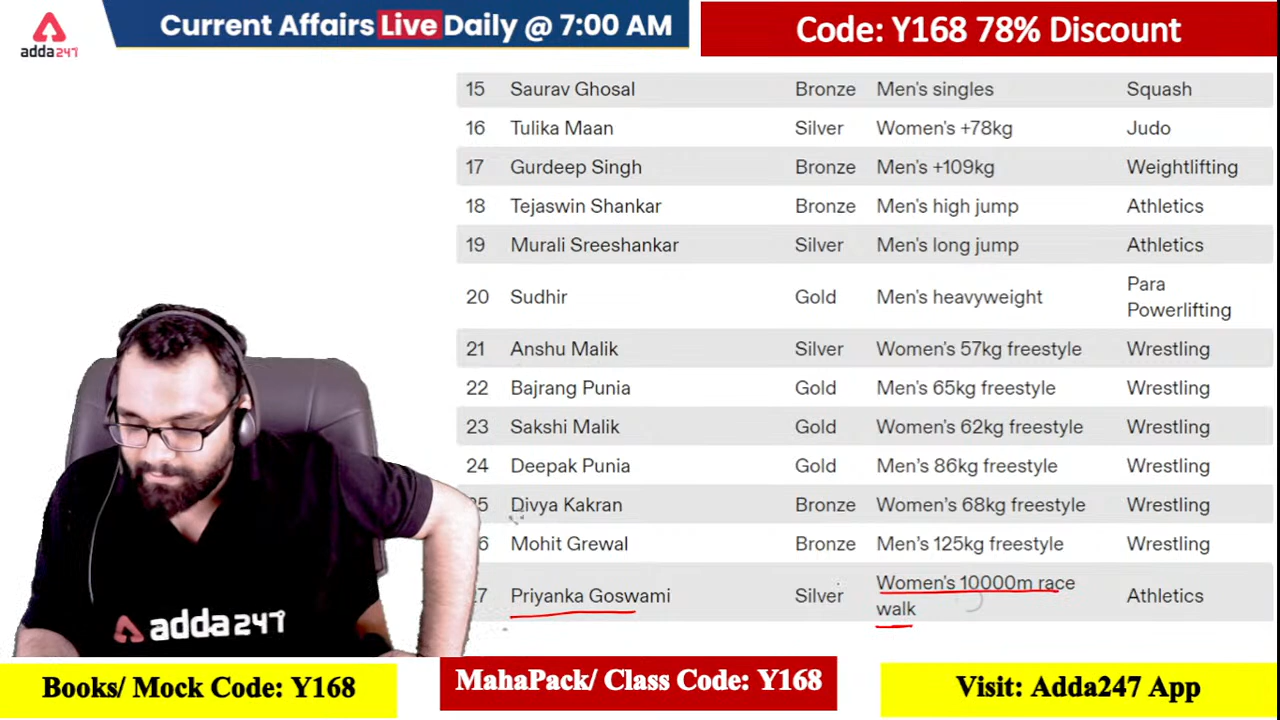 adda247
Current Affairs Live Daily @ 7:00 AM
Code: Y168 78% Discount
15 Saurav Ghosal Bronze Men's singles Squash
16 Tulika Maan Silver Women's +78kg Judo
17 Gurdeep Singh Bronze Men's +109kg Weightlifting
18 Tejaswin Shankar Bronze Men's high jump Athletics
19 Murali Sreeshankar Silver Men's long jump Athletics
20 Sudhir Gold Men's heavyweight Para
Powerlifting
21 Anshu Malik Silver Women's 57kg freestyle Wrestling
22 Bajrang Punia Gold Men's 65kg freestyle Wrestling
23 Sakshi Malik Gold Women's 62kg freestyle Wrestling
24 Deepak Punia Gold Men's 86kg freestyle Wrestling
5 Divya Kakran Bronze Women's 68kg freestyle Wrestling
6 Mohit Grewal Bronze Men's 125kg freestyle Wrestling
7 Priyanka Goswami Silver Women's 10000m race
walk Athletics
adda247
Books/ Mock Code: Y168
MahaPack/ Class Code: Y168
Visit: Adda247 App